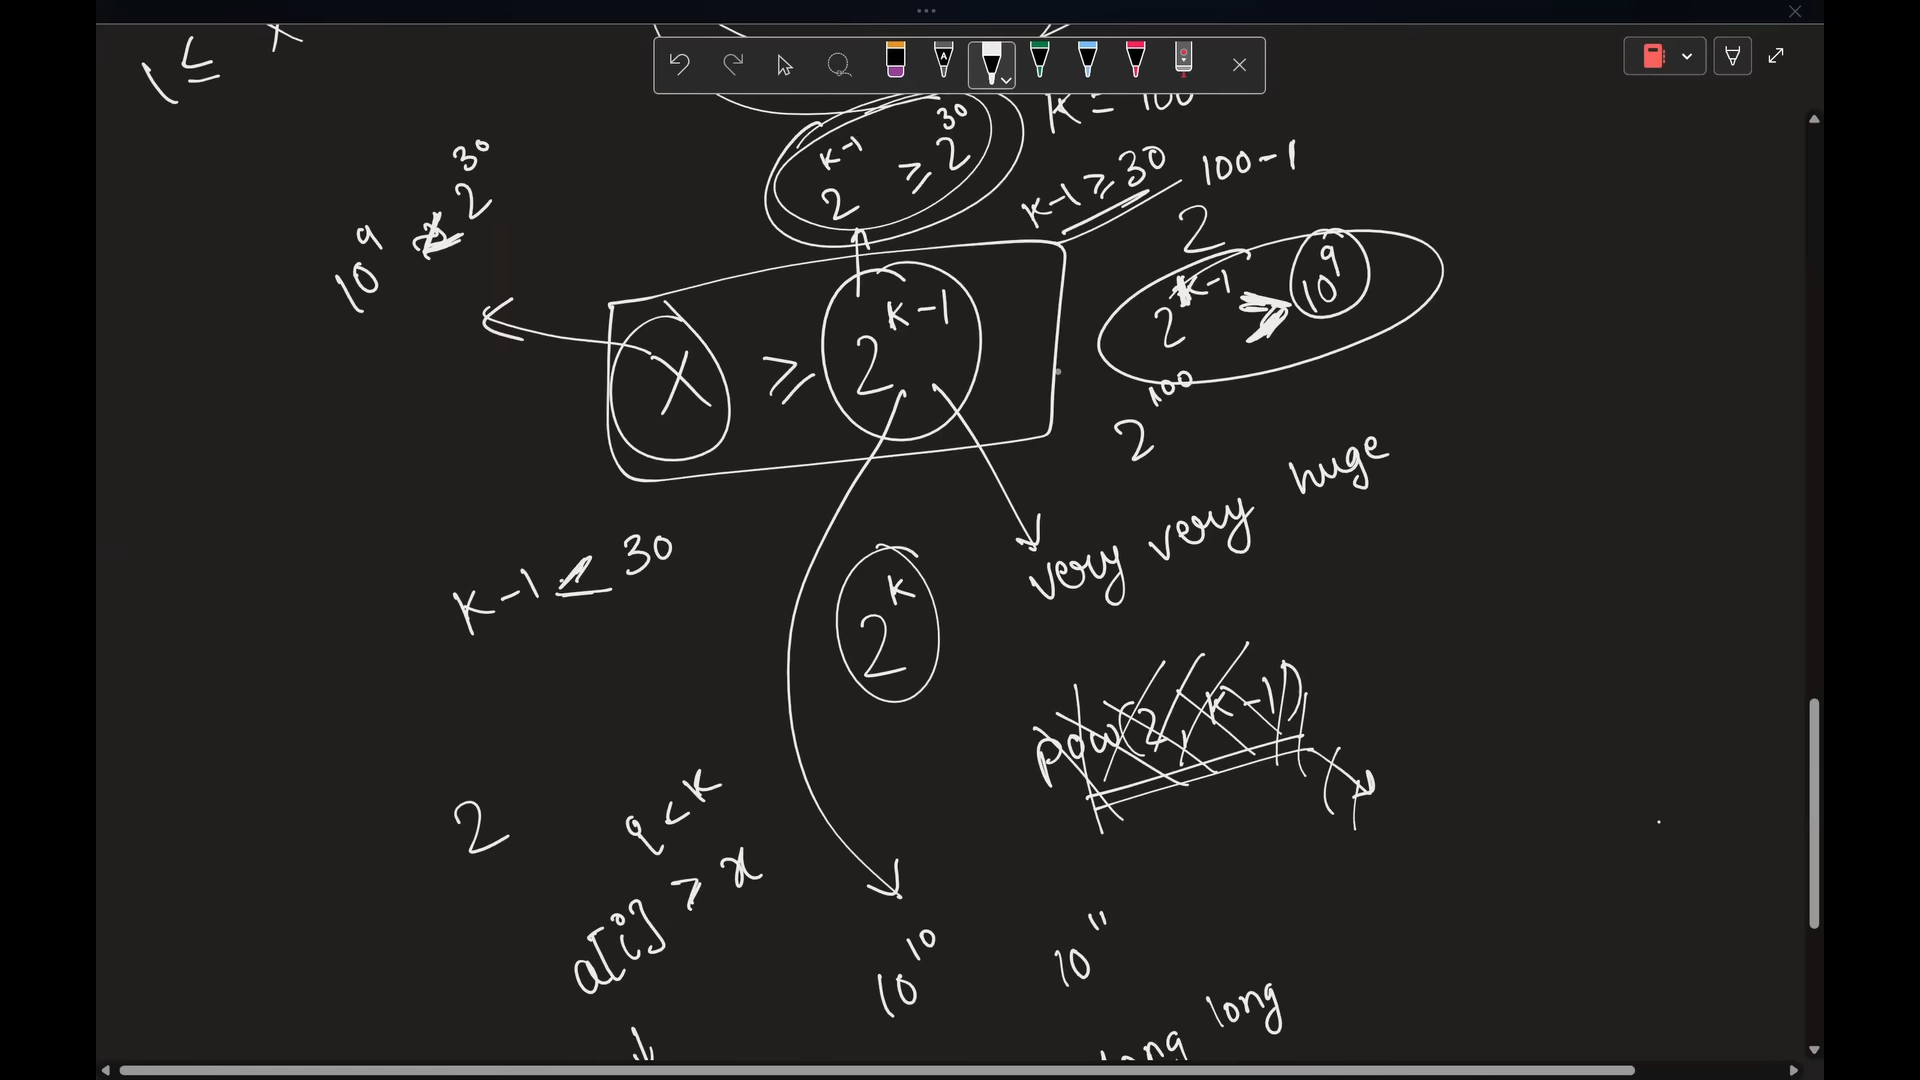 1 ≤ x
k = 100
2^{k-1} ≥ 2^{30}
k-1 ≥ 30
100-1
2
10^9 2^{30}
x ≥ 2^{k-1}
2^{k-1} > 10^9
2^{100}
very very huge
k-1 ≤ 30
2^k
pow(2, k-1)
2
q < k
a[i] > x
10^{10}
10^{11}
long long